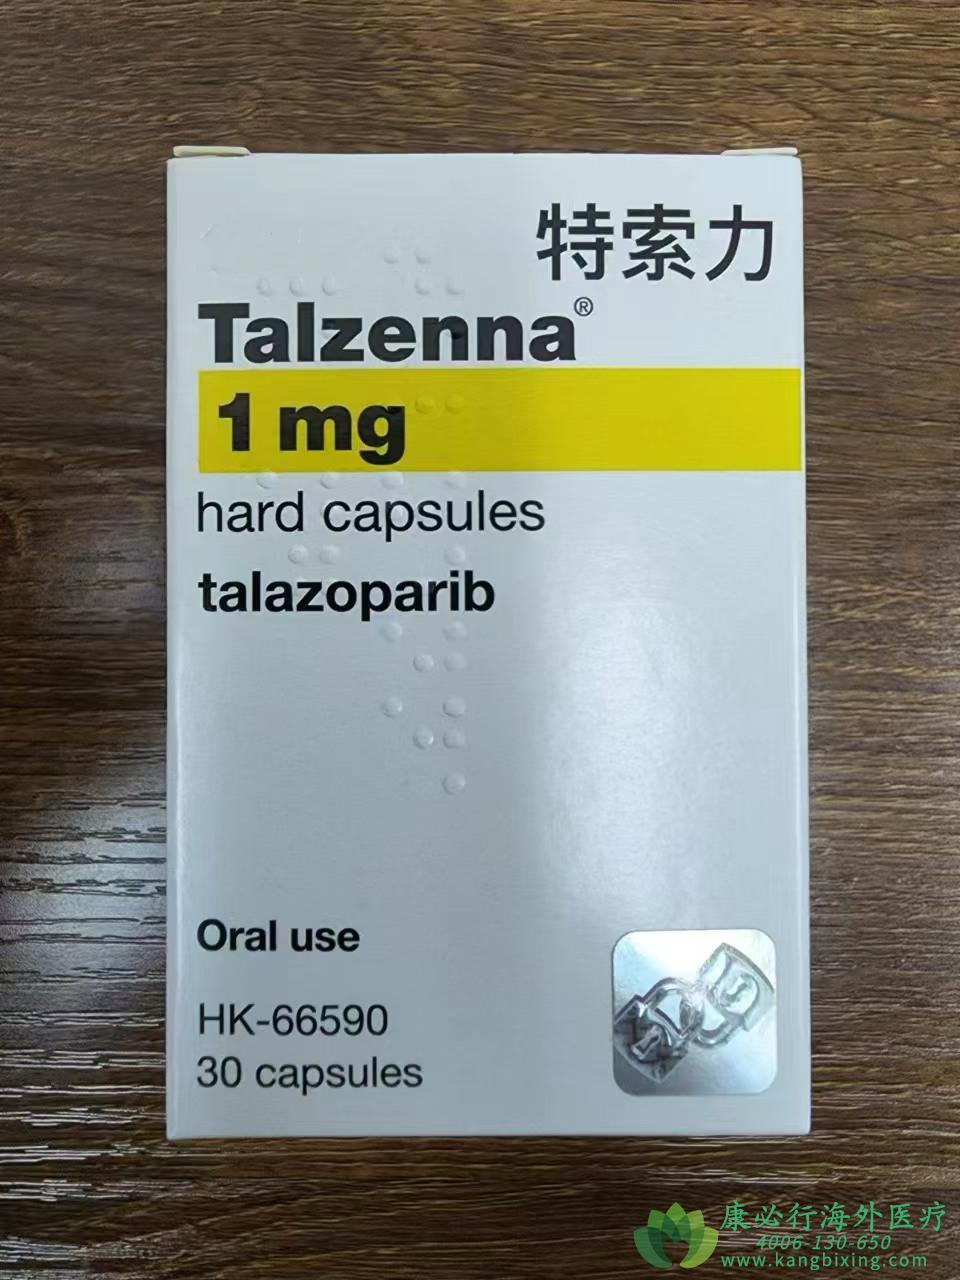 特索力
Talzenna®
1 mg
hard capsules
talazoparib
Oral use
HK-66590
30 capsules
康必行海外医疗
4006-130-650
www.kangbixing.com